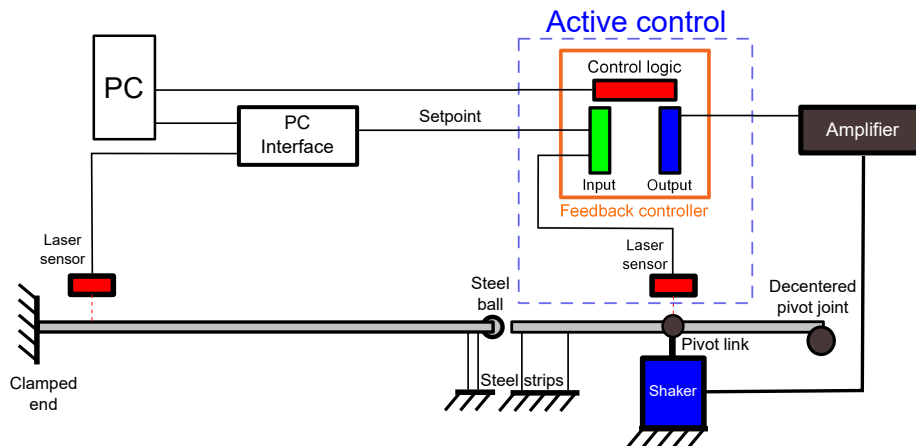 Active control
PC
Control logic
PC
Interface
Setpoint
Amplifier
Input
Output
Feedback controller
Laser
sensor
Laser
sensor
Steel
ball
Decentered
pivot joint
Pivot link
Clamped
end
Steel strips
Shaker